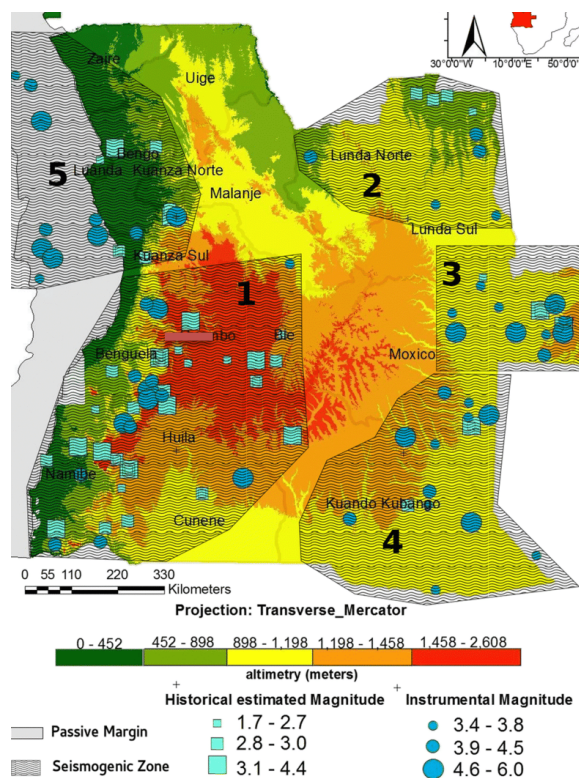 Zaire
Uige
30°00'W 10°0'0"E 50°0'0"
Bengo
Luanda Kuanza Norte
5
Malanje
Lunda Norte
2
Lunda Sul
Kuanza Sul
1
3
mbo
Bie
Benguela
Moxico
Huila
Namibe
Kuando Kubango
Cunene
4
0 55 110 220 330
Kilometers
Projection: Transverse_Mercator
0 - 452 452 - 898 898 - 1,198 1,198 - 1,458 1,458 - 2,608
altimetry (meters)
Historical estimated Magnitude Instrumental Magnitude
Passive Margin
1.7 - 2.7 3.4 - 3.8
2.8 - 3.0 3.9 - 4.5
Seismogenic Zone
3.1 - 4.4 4.6 - 6.0